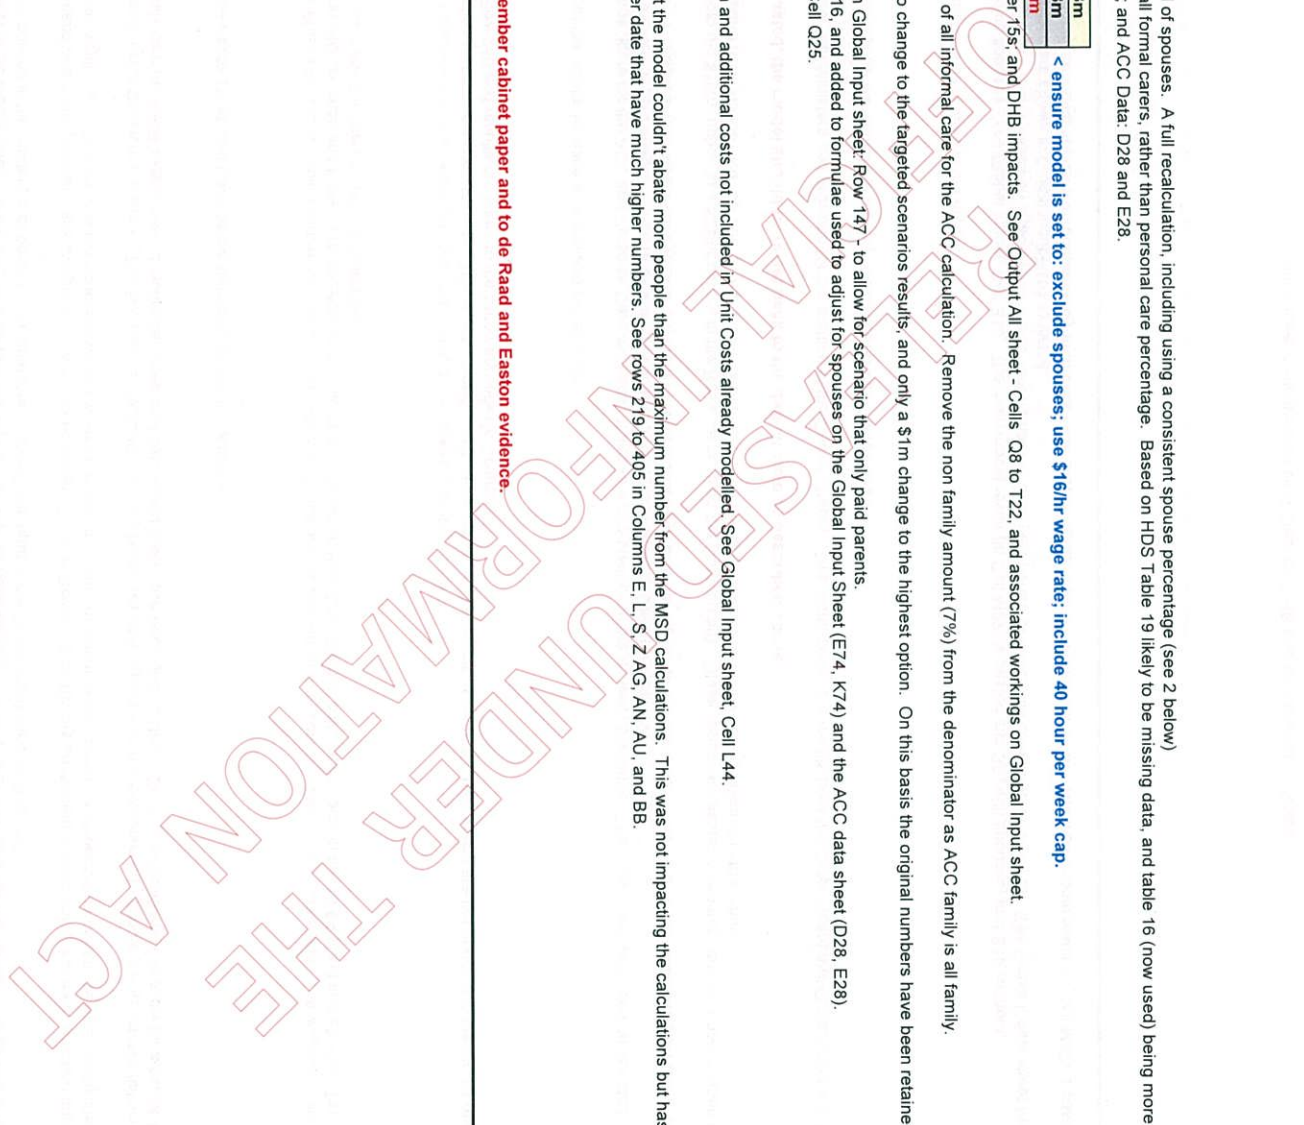 of spouses. A full recalculation, including using a consistent spouse percentage (see 2 below)
all formal carers, rather than personal care percentage. Based on HDS Table 19 likely to be missing data, and table 16 (now used) being more
; and ACC Data: D28 and E28.
m
< ensure model is set to: exclude spouses; use $16/hr wage rate; include 40 hour per week cap.
m
m
er 15s; and DHB impacts. See Output All sheet - Cells Q8 to T22, and associated workings on Global Input sheet.
of all informal care for the ACC calculation. Remove the non family amount (7%) from the denominator as ACC family is all family.
o change to the targeted scenarios results, and only a $1m change to the highest option. On this basis the original numbers have been retaine
n Global Input sheet: Row 147 - to allow for scenario that only paid parents.
16, and added to formulae used to adjust for spouses on the Global Input Sheet (E74, K74) and the ACC data sheet (D28, E28).
ell Q25.
and additional costs not included in Unit Costs already modelled. See Global Input sheet, Cell L44.
t the model couldn't abate more people than the maximum number from the MSD calculations. This was not impacting the calculations but has
er date that have much higher numbers. See rows 219 to 405 in Columns E, L, S, Z AG, AN, AU, and BB.
ember cabinet paper and to de Raad and Easton evidence.
RELEASED UNDER THE
OFFICIAL INFORMATION ACT